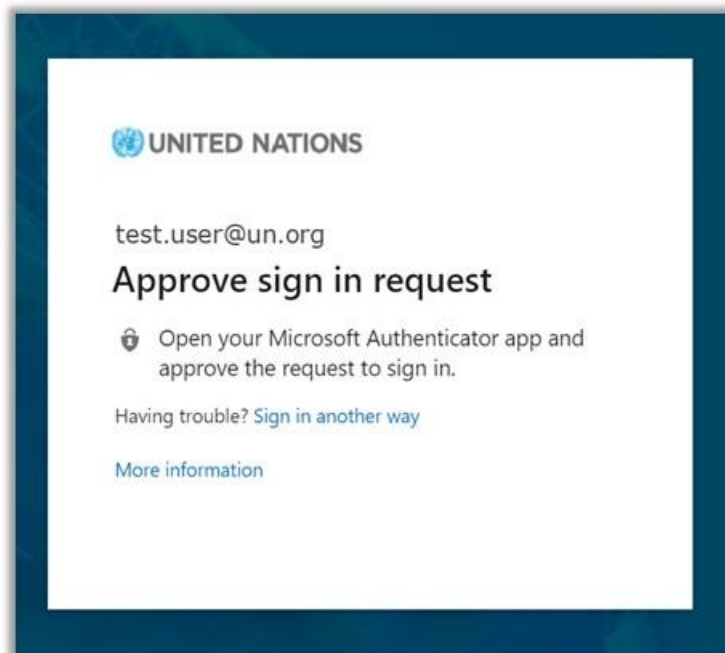 UNITED NATIONS
test.user@un.org
Approve sign in request
Open your Microsoft Authenticator app and
approve the request to sign in.
Having trouble? Sign in another way
More information